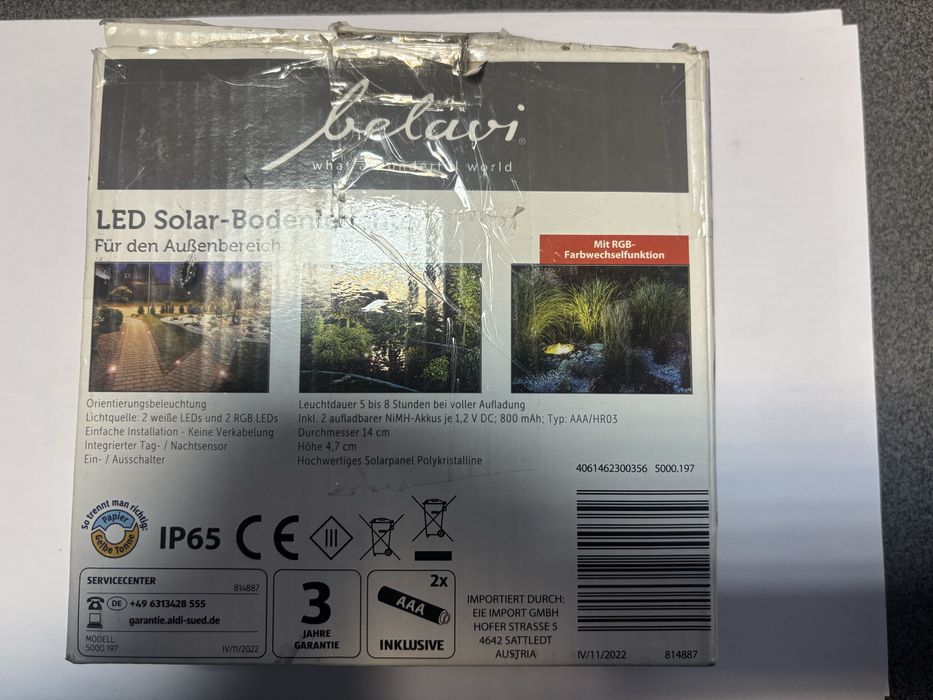 belavi®
what a wonderful world
LED Solar-Bodenleuchte
Für den Außenbereich
Mit RGB-
Farbwechselfunktion
Orientierungsbeleuchtung
Lichtquelle: 2 weiße LEDs und 2 RGB LEDs
Einfache Installation - Keine Verkabelung
Integrierter Tag- / Nachtsensor
Ein- / Ausschalter
Leuchtdauer 5 bis 8 Stunden bei voller Aufladung
Inkl. 2 aufladbarer NiMH-Akkus je 1,2 V DC; 800 mAh; Typ: AAA/HR03
Durchmesser 14 cm
Höhe 4,7 cm
Hochwertiges Solarpanel Polykristalline
4061462300356 5000.197
So trennt man richtig:
Papier
Gelbe Tonne
IP65
CE
III
SERVICECENTER
814887
DE +49 6313428 555
garantie.aldi-sued.de
MODELL:
5000.197
IV/11/2022
3
JAHRE
GARANTIE
2x
AAA
INKLUSIVE
IMPORTIERT DURCH:
EIE IMPORT GMBH
HOFER STRASSE 5
4642 SATTLEDT
AUSTRIA
IV/11/2022 814887